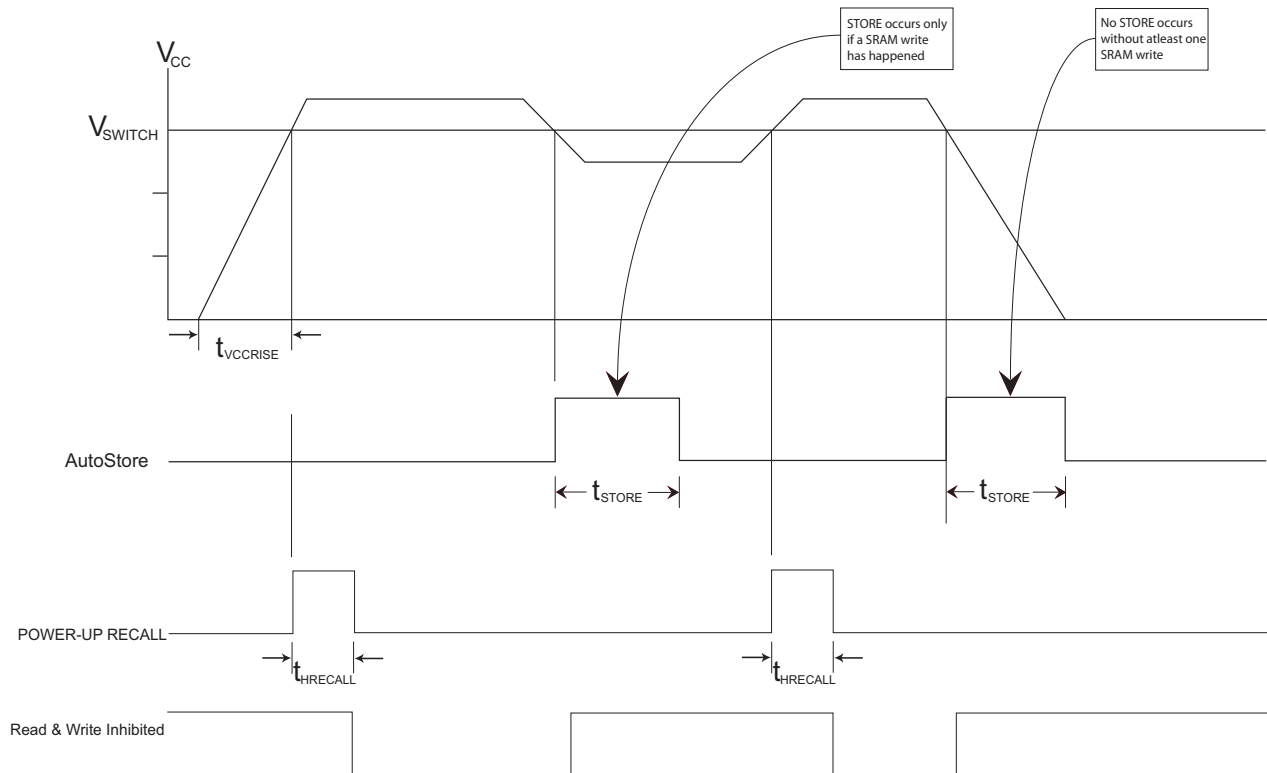 STORE occurs only
if a SRAM write
has happened
No STORE occurs
without atleast one
SRAM write
VCC
VSWITCH
tVCCRISE
AutoStore
tSTORE
tSTORE
POWER-UP RECALL
tHRECALL
tHRECALL
Read & Write Inhibited